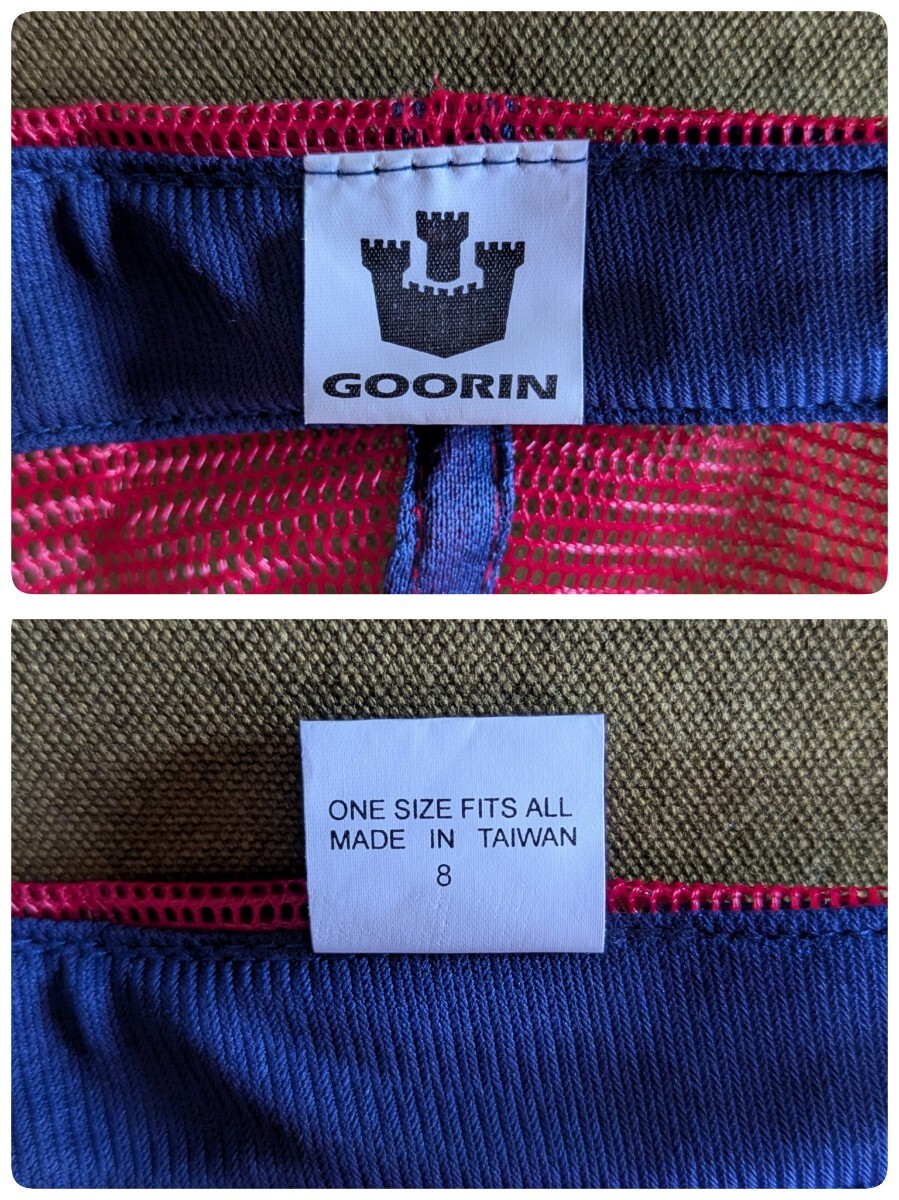 GOORIN
ONE SIZE FITS ALL
MADE IN TAIWAN
8